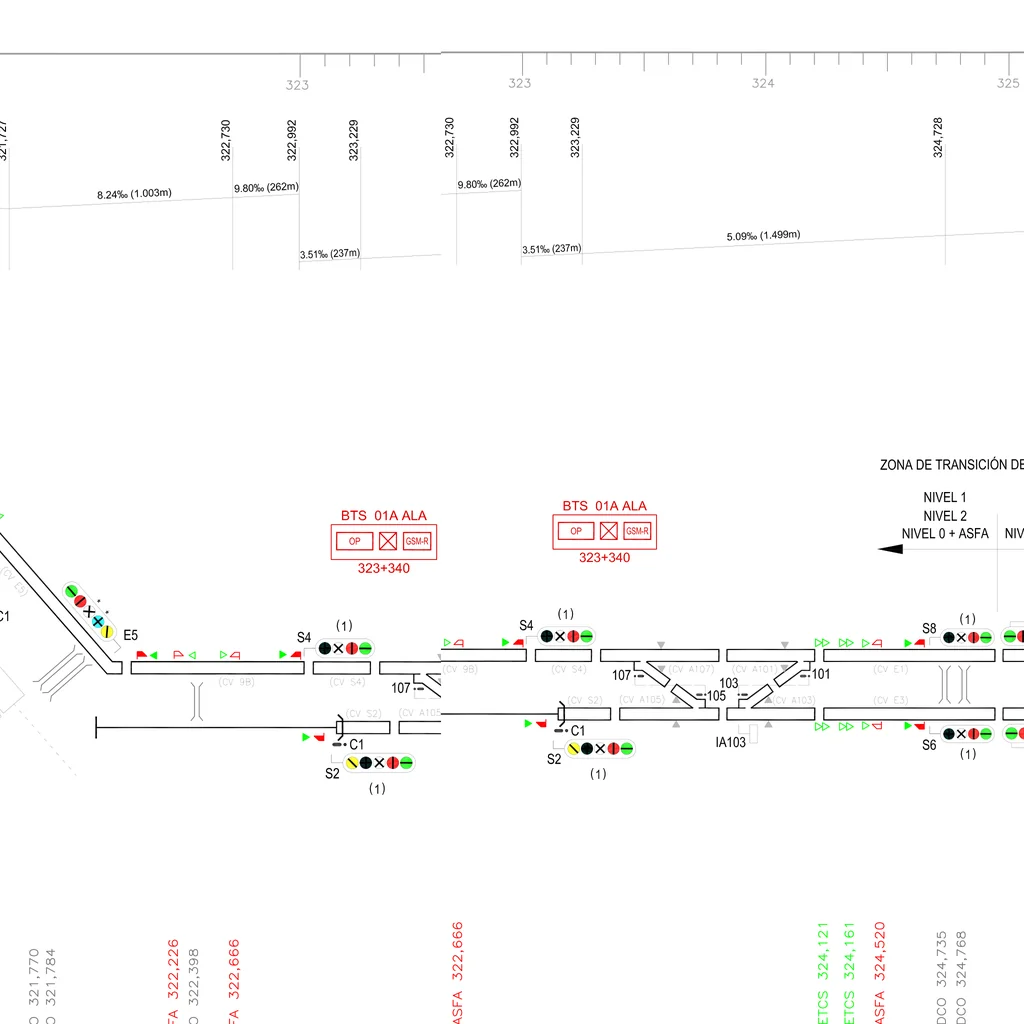 323
323
324
325
321,727
322,730
322,992
323,229
322,730
322,992
323,229
324,728
8.24‰ (1.003m)
9.80‰ (262m)
3.51‰ (237m)
9.80‰ (262m)
3.51‰ (237m)
5.09‰ (1.499m)
ZONA DE TRANSICIÓN DE
NIVEL 1
NIVEL 2
NIVEL 0 + ASFA
NIV
BTS 01A ALA
OP
GSM-R
323+340
BTS 01A ALA
OP
GSM-R
323+340
(CV E5)
C1
E5
S4
(1)
(CV 9B)
(CV S4)
107
(CV S2)
(CV A105
C1
S2
(1)
S4
(1)
(CV 9B)
(CV S4)
107
(CV A107)
(CV A101)
101
103
105
(CV S2)
(CV A105)
(CV A103)
C1
S2
(1)
IA103
S8
(1)
(CV E1)
(CV E3)
S6
(1)
O 321,770
O 321,784
FA 322,226
O 322,398
FA 322,666
ASFA 322,666
ETCS 324,121
ETCS 324,161
ASFA 324,520
DCO 324,735
DCO 324,768